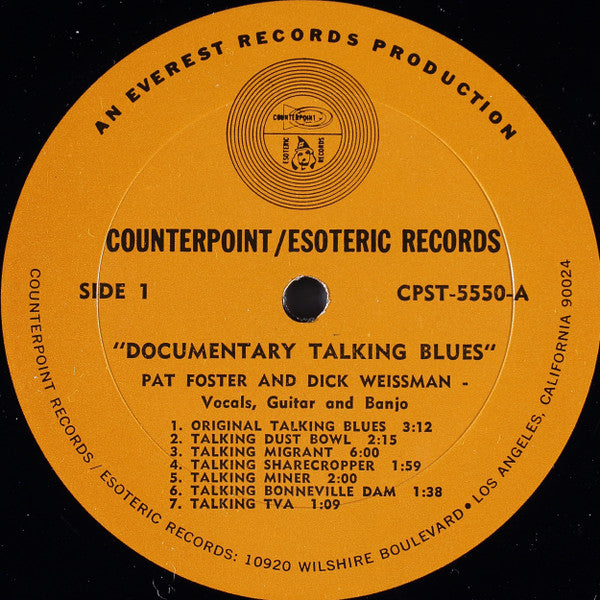 AN EVEREST RECORDS PRODUCTION
COUNTERPOINT
ESOTERIC
RECORDS
COUNTERPOINT/ESOTERIC RECORDS
SIDE 1
CPST-5550-A
"DOCUMENTARY TALKING BLUES"
PAT FOSTER AND DICK WEISSMAN -
Vocals, Guitar and Banjo
1. ORIGINAL TALKING BLUES 3:12
2. TALKING DUST BOWL 2:15
3. TALKING MIGRANT 6:00
4. TALKING SHARECROPPER 1:59
5. TALKING MINER 2:00
6. TALKING BONNEVILLE DAM 1:38
7. TALKING TVA 1:09
COUNTERPOINT RECORDS / ESOTERIC RECORDS: 10920 WILSHIRE BOULEVARD • LOS ANGELES, CALIFORNIA 90024